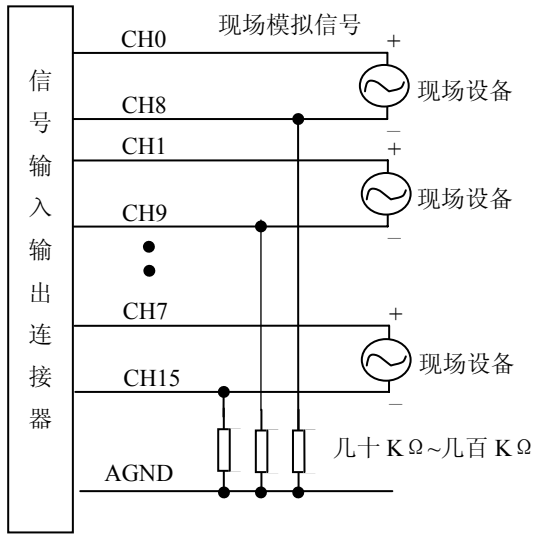 信号输入输出连接器
现场模拟信号
CH0
+
现场设备
CH8
−
CH1
+
现场设备
CH9
−
CH7
+
现场设备
CH15
−
几十 K Ω ~几百 K Ω
AGND